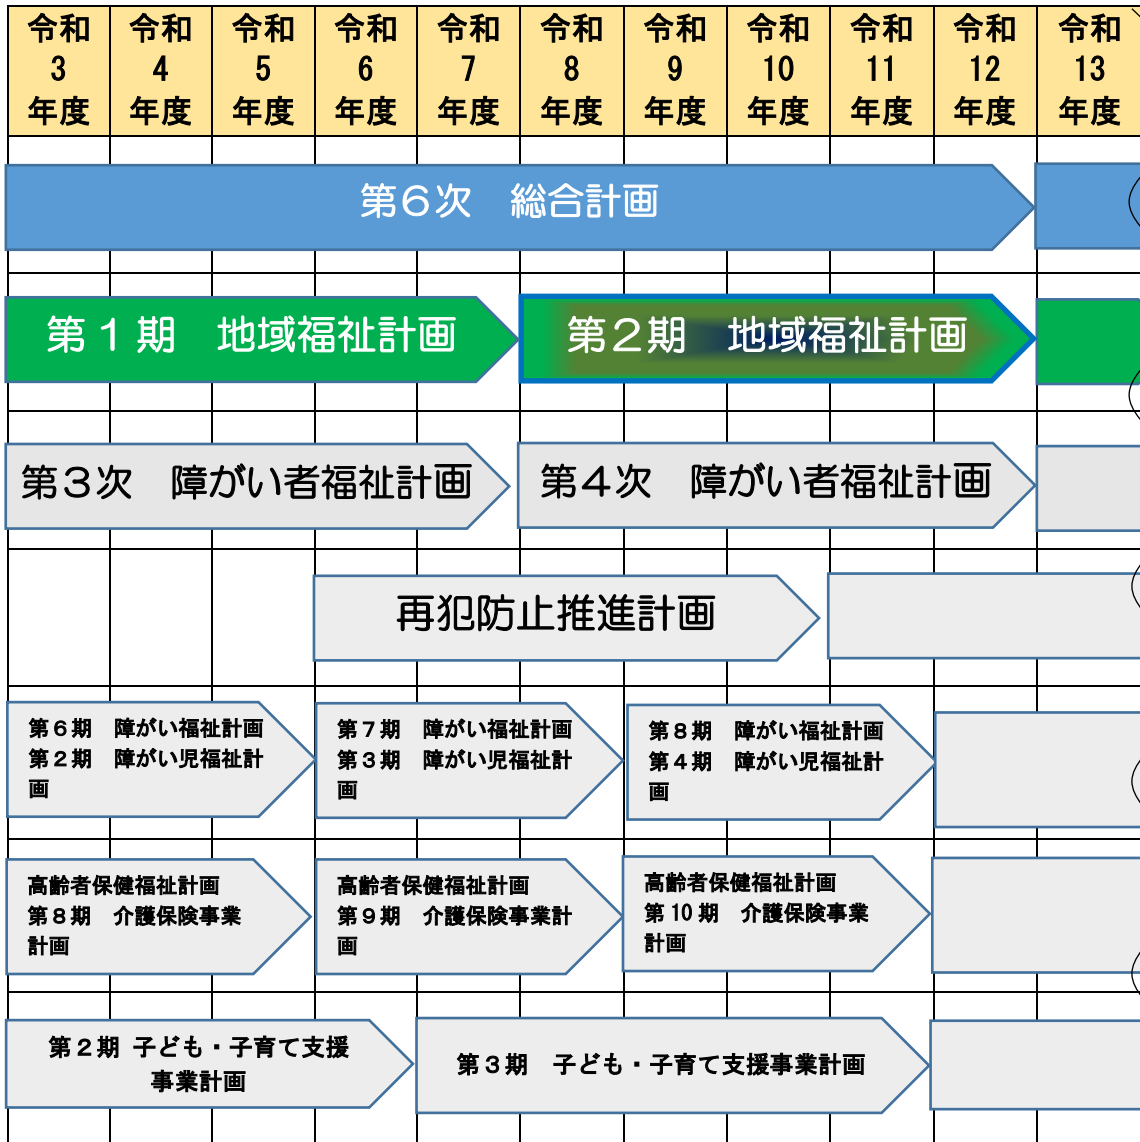 令和 令和 令和 令和 令和 令和 令和 令和 令和 令和 令和
3 4 5 6 7 8 9 10 11 12 13
年度 年度 年度 年度 年度 年度 年度 年度 年度 年度 年度
第6次　総合計画
第1期　地域福祉計画
第2期　地域福祉計画
第3次　障がい者福祉計画
第4次　障がい者福祉計画
再犯防止推進計画
第6期　障がい福祉計画
第2期　障がい児福祉計
画
第7期　障がい福祉計画
第3期　障がい児福祉計
画
第8期　障がい福祉計画
第4期　障がい児福祉計
画
高齢者保健福祉計画
第8期　介護保険事業
計画
高齢者保健福祉計画
第9期　介護保険事業計
画
高齢者保健福祉計画
第10期　介護保険事業
計画
第2期 子ども・子育て支援
事業計画
第3期　子ども・子育て支援事業計画